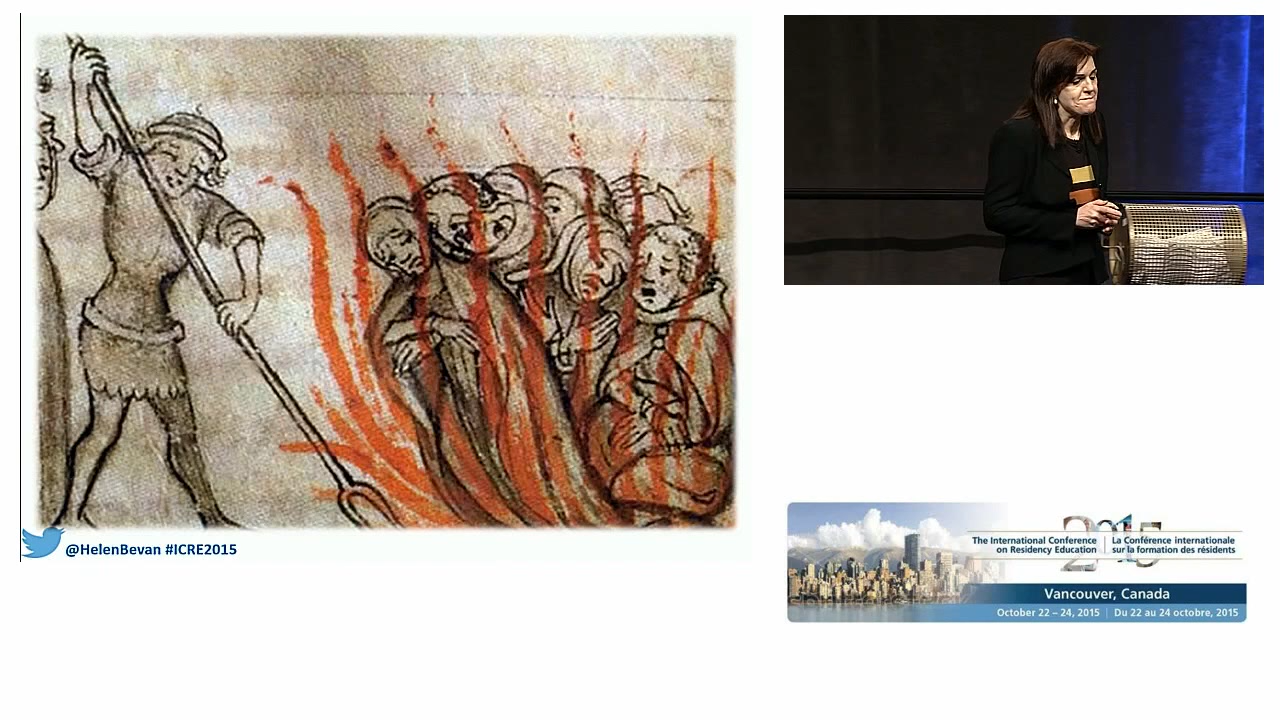 @HelenBevan #ICRE2015
2015
The International Conference
on Residency Education
La Conférence internationale
sur la formation des résidents
Vancouver, Canada
October 22 – 24, 2015 | Du 22 au 24 octobre, 2015